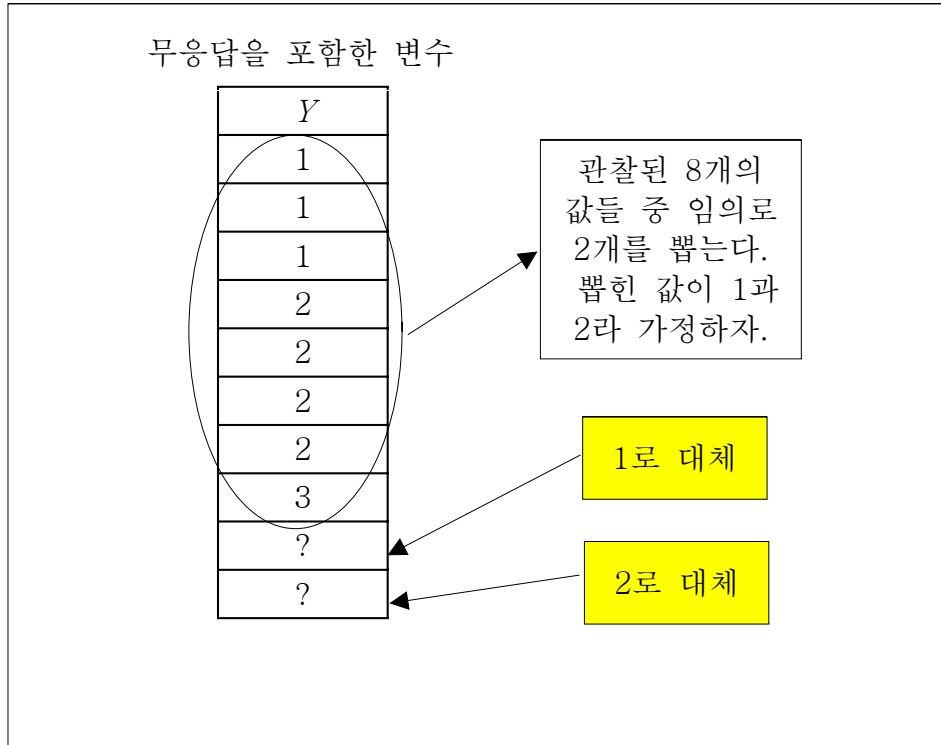 무응답을 포함한 변수
Y
1
1
1
2
2
2
2
3
?
?
관찰된 8개의
값들 중 임의로
2개를 뽑는다.
뽑힌 값이 1과
2라 가정하자.
1로 대체
2로 대체